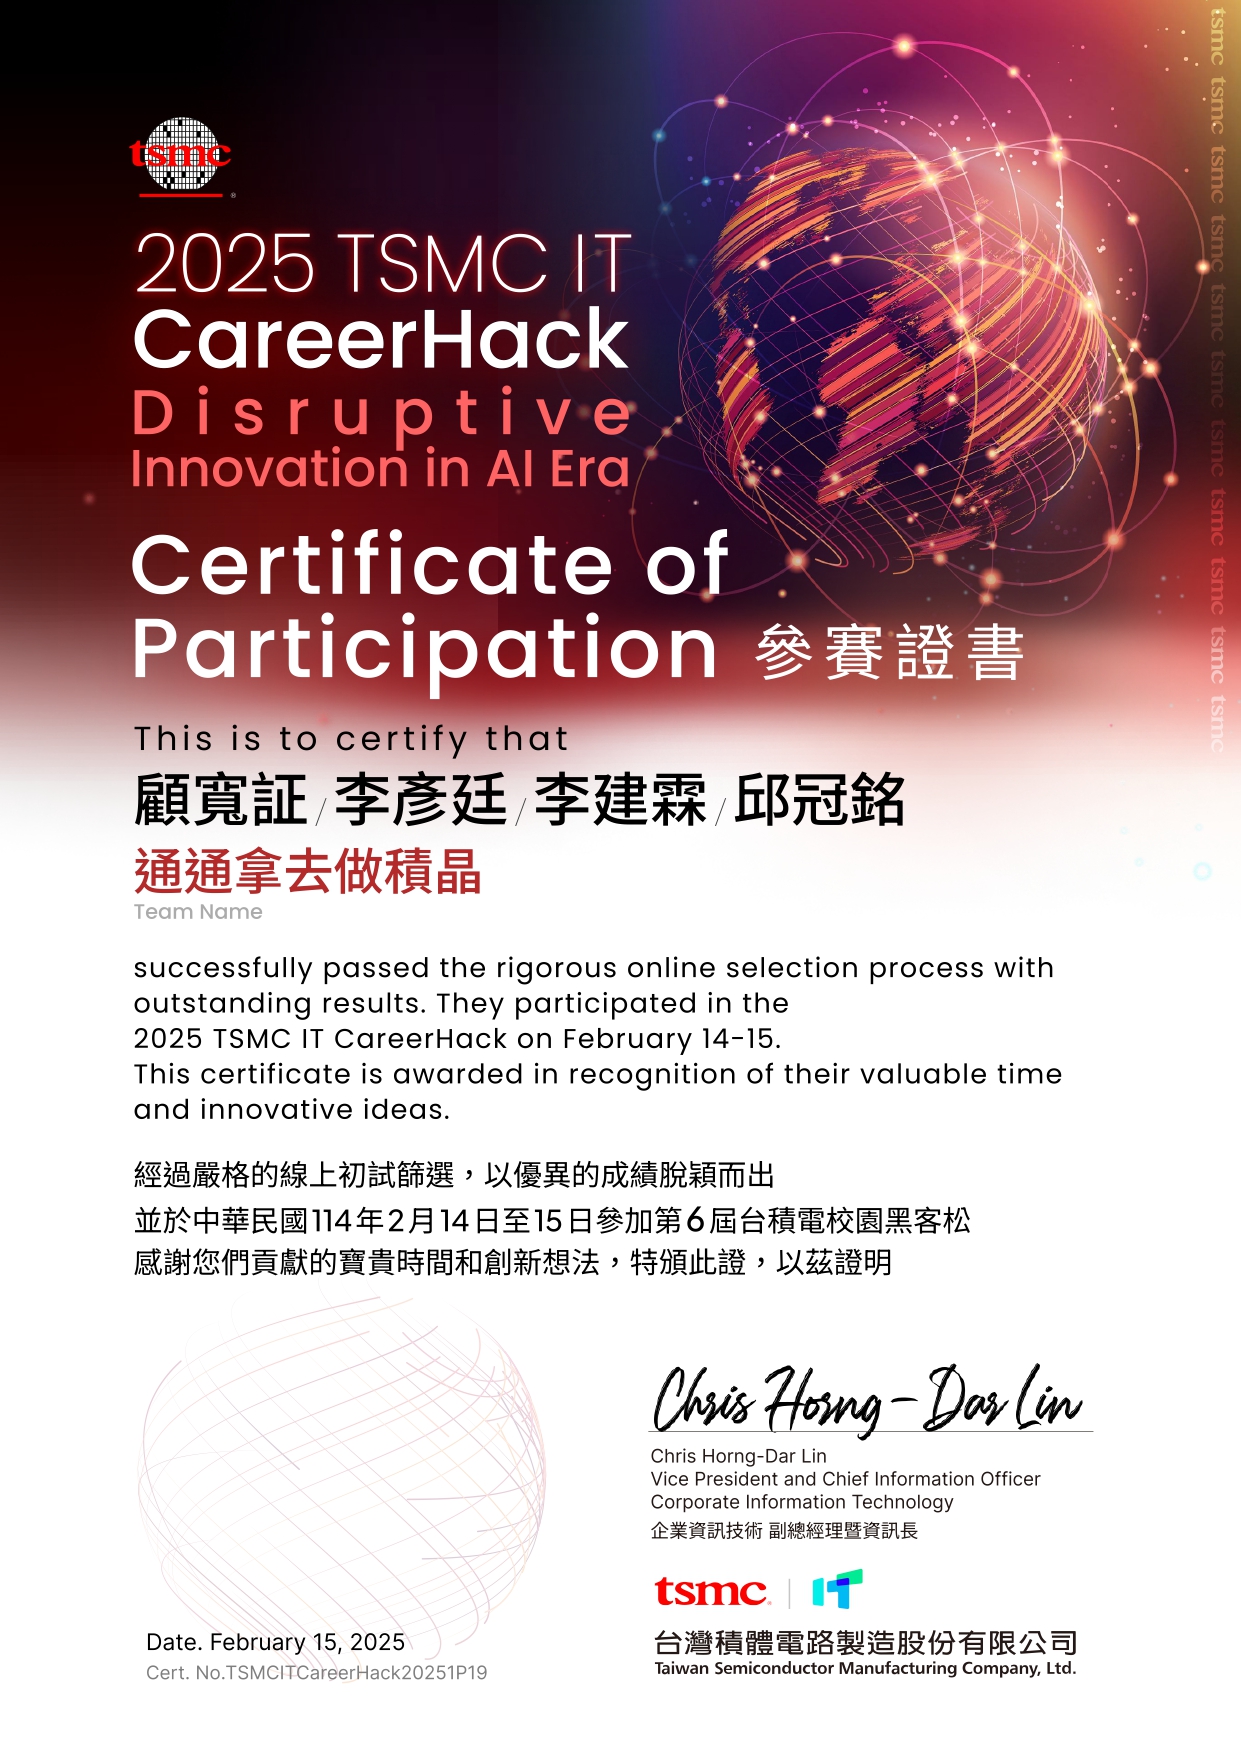 tsmc
2025 TSMC IT
CareerHack
Disruptive
Innovation in AI Era
Certificate of
Participation 參賽證書
This is to certify that
顧寬証/李彥廷/李建霖/邱冠銘
通通拿去做積晶
Team Name
successfully passed the rigorous online selection process with
outstanding results. They participated in the
2025 TSMC IT CareerHack on February 14-15.
This certificate is awarded in recognition of their valuable time
and innovative ideas.
經過嚴格的線上初試篩選，以優異的成績脫穎而出
並於中華民國114年2月14日至15日參加第6屆台積電校園黑客松
感謝您們貢獻的寶貴時間和創新想法，特頒此證，以茲證明
Chris Horng-Dar Lin
Chris Horng-Dar Lin
Vice President and Chief Information Officer
Corporate Information Technology
企業資訊技術 副總經理暨資訊長
tsmc | IT
台灣積體電路製造股份有限公司
Taiwan Semiconductor Manufacturing Company, Ltd.
Date. February 15, 2025
Cert. No.TSMCITCareerHack20251P19
tsmc tsmc tsmc tsmc tsmc tsmc tsmc tsmc tsmc tsmc tsmc